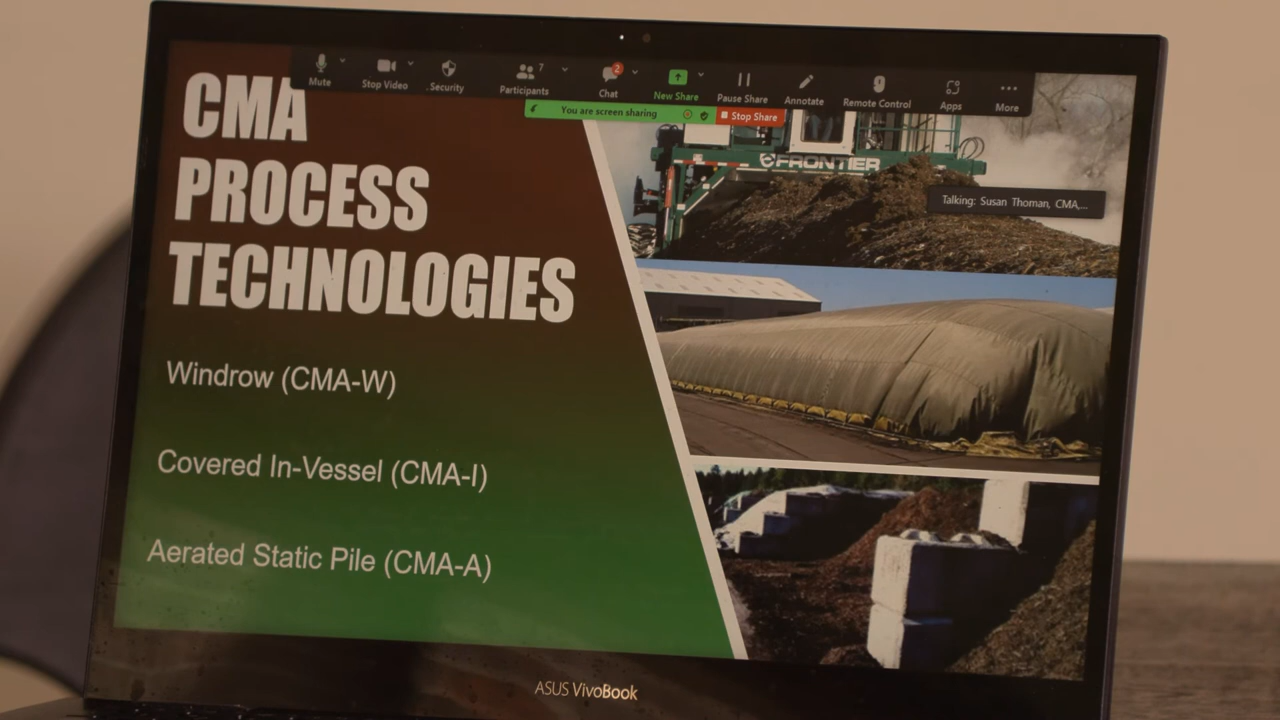 Mute
Stop Video
Security
Participants
7
Chat
2
New Share
Pause Share
Annotate
Remote Control
Apps
More
You are screen sharing
Stop Share
CMA
PROCESS
TECHNOLOGIES
Windrow (CMA-W)
Covered In-Vessel (CMA-I)
Aerated Static Pile (CMA-A)
FRONTIER
Talking: Susan Thoman, CMA,...
ASUS VivoBook